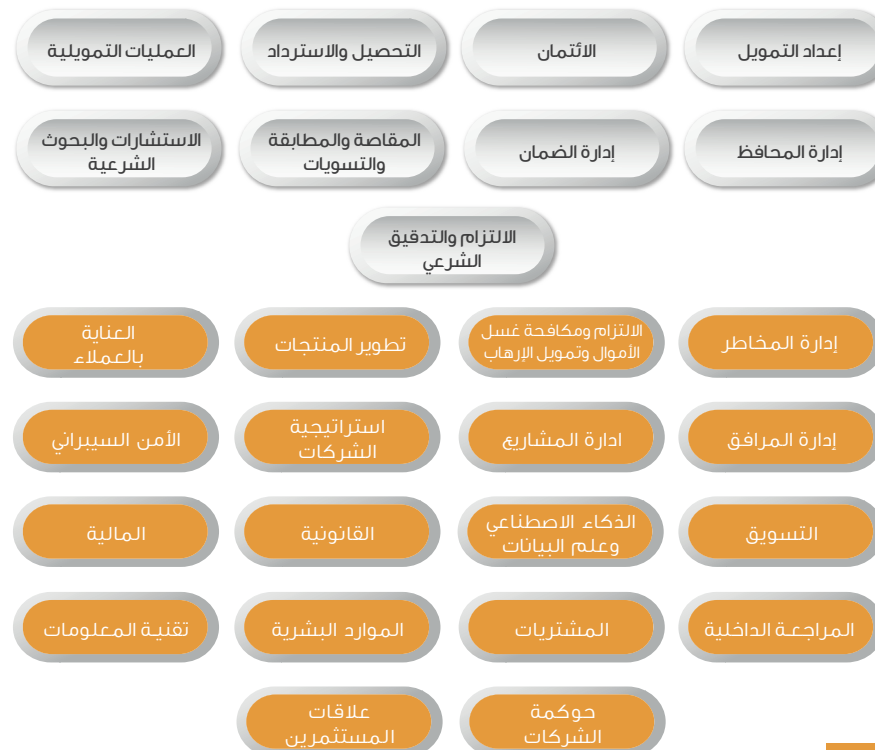 إعداد التمويل
الائتمان
التحصيل والاسترداد
العمليات التمويلية
إدارة المحافظ
إدارة الضمان
المقاصة والمطابقة
والتسويات
الاستشارات والبحوث
الشرعية
الالتزام والتدقيق
الشرعي
إدارة المخاطر
الالتزام ومكافحة غسل
الأموال وتمويل الإرهاب
تطوير المنتجات
العناية
بالعملاء
إدارة المرافق
ادارة المشاريع
استراتيجية
الشركات
الأمن السيبراني
التسويق
الذكاء الاصطناعي
وعلم البيانات
القانونية
المالية
المراجعة الداخلية
المشتريات
الموارد البشرية
تقنية المعلومات
حوكمة
الشركات
علاقات
المستثمرين